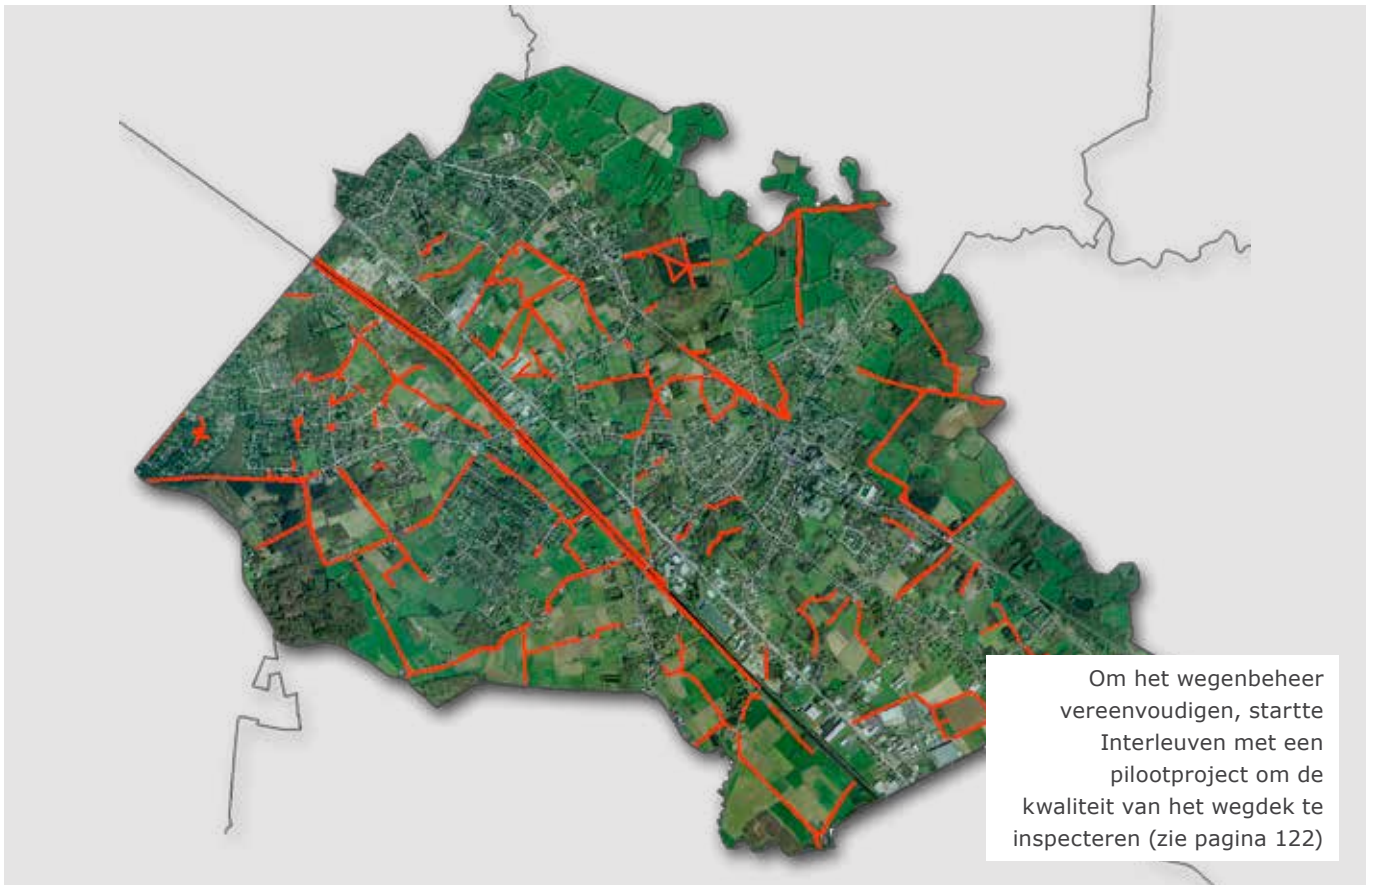 Om het wegenbeheer
vereenvoudigen, startte
Interleuven met een
pilootproject om de
kwaliteit van het wegdek te
inspecteren (zie pagina 122)